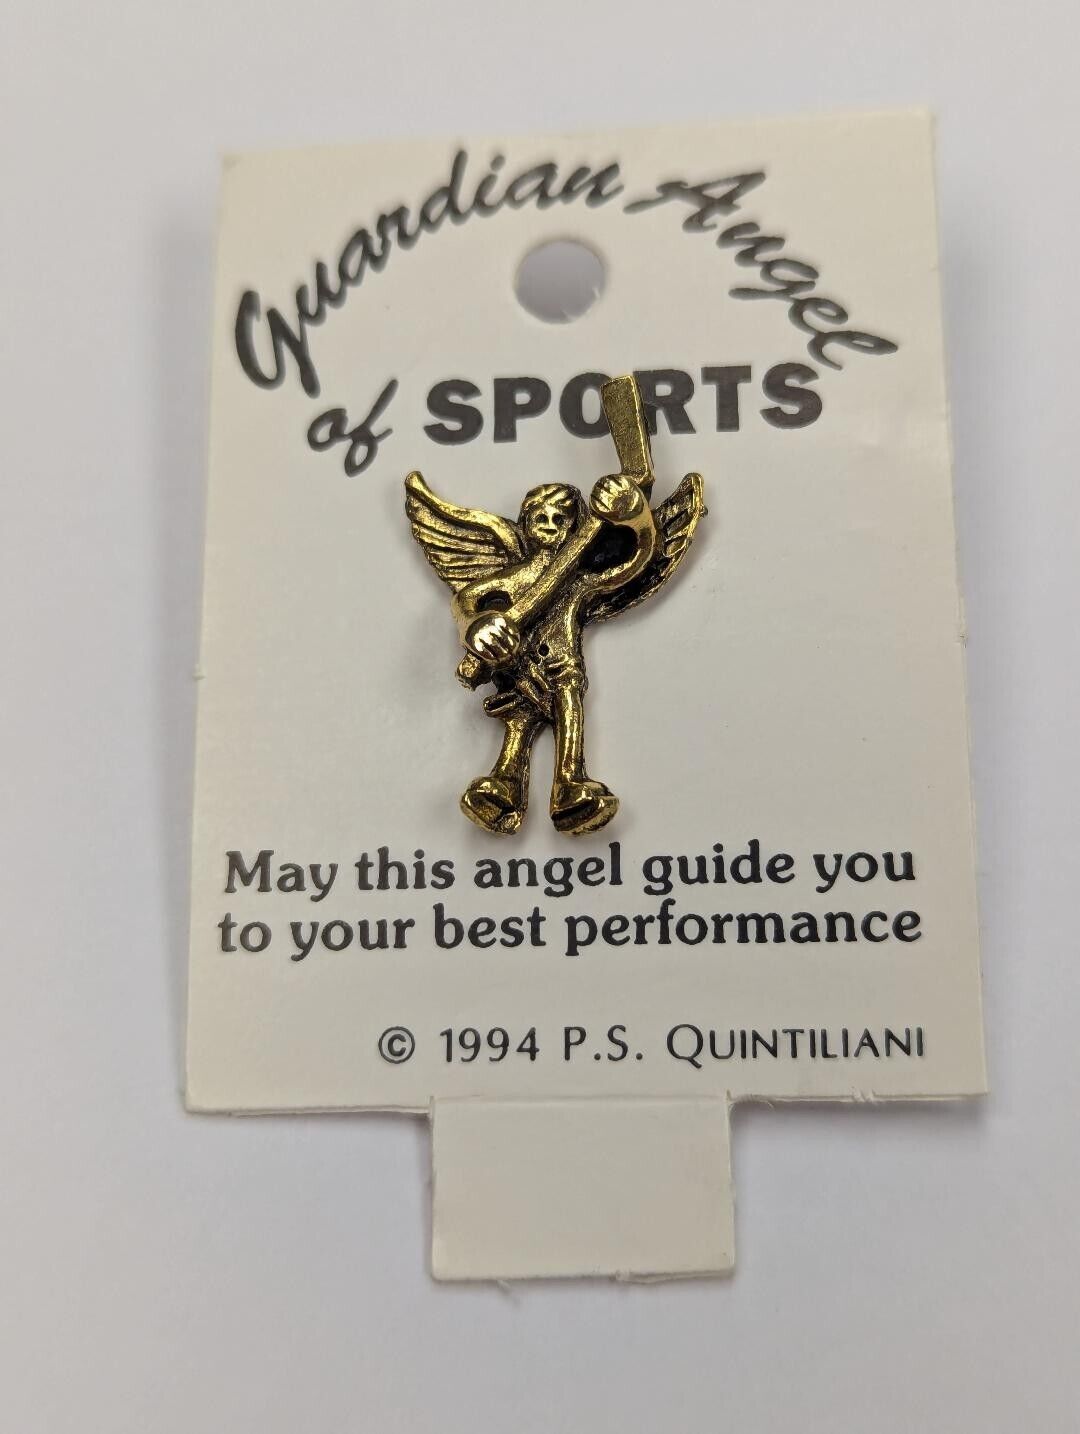 Guardian Angel
of SPORTS
May this angel guide you
to your best performance
© 1994 P.S. QUINTILIANI